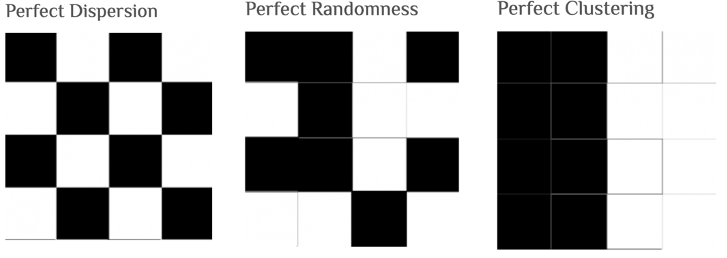 Perfect Dispersion
Perfect Randomness
Perfect Clustering